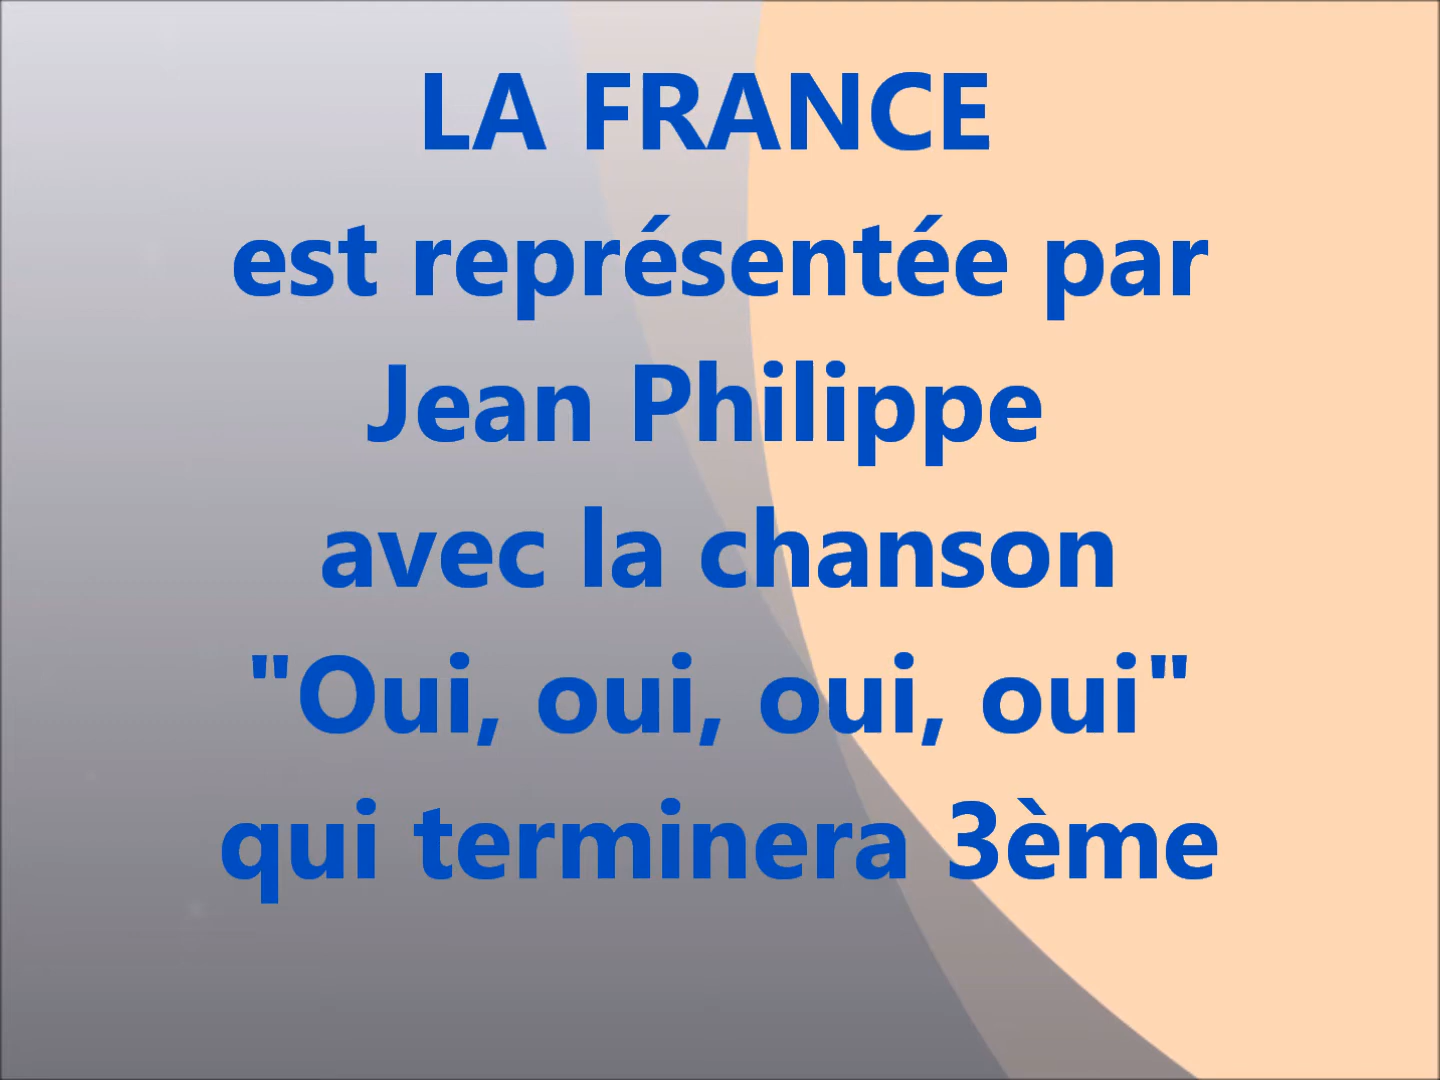 LA FRANCE
est représentée par
Jean Philippe
avec la chanson
"Oui, oui, oui, oui"
qui terminera 3ème